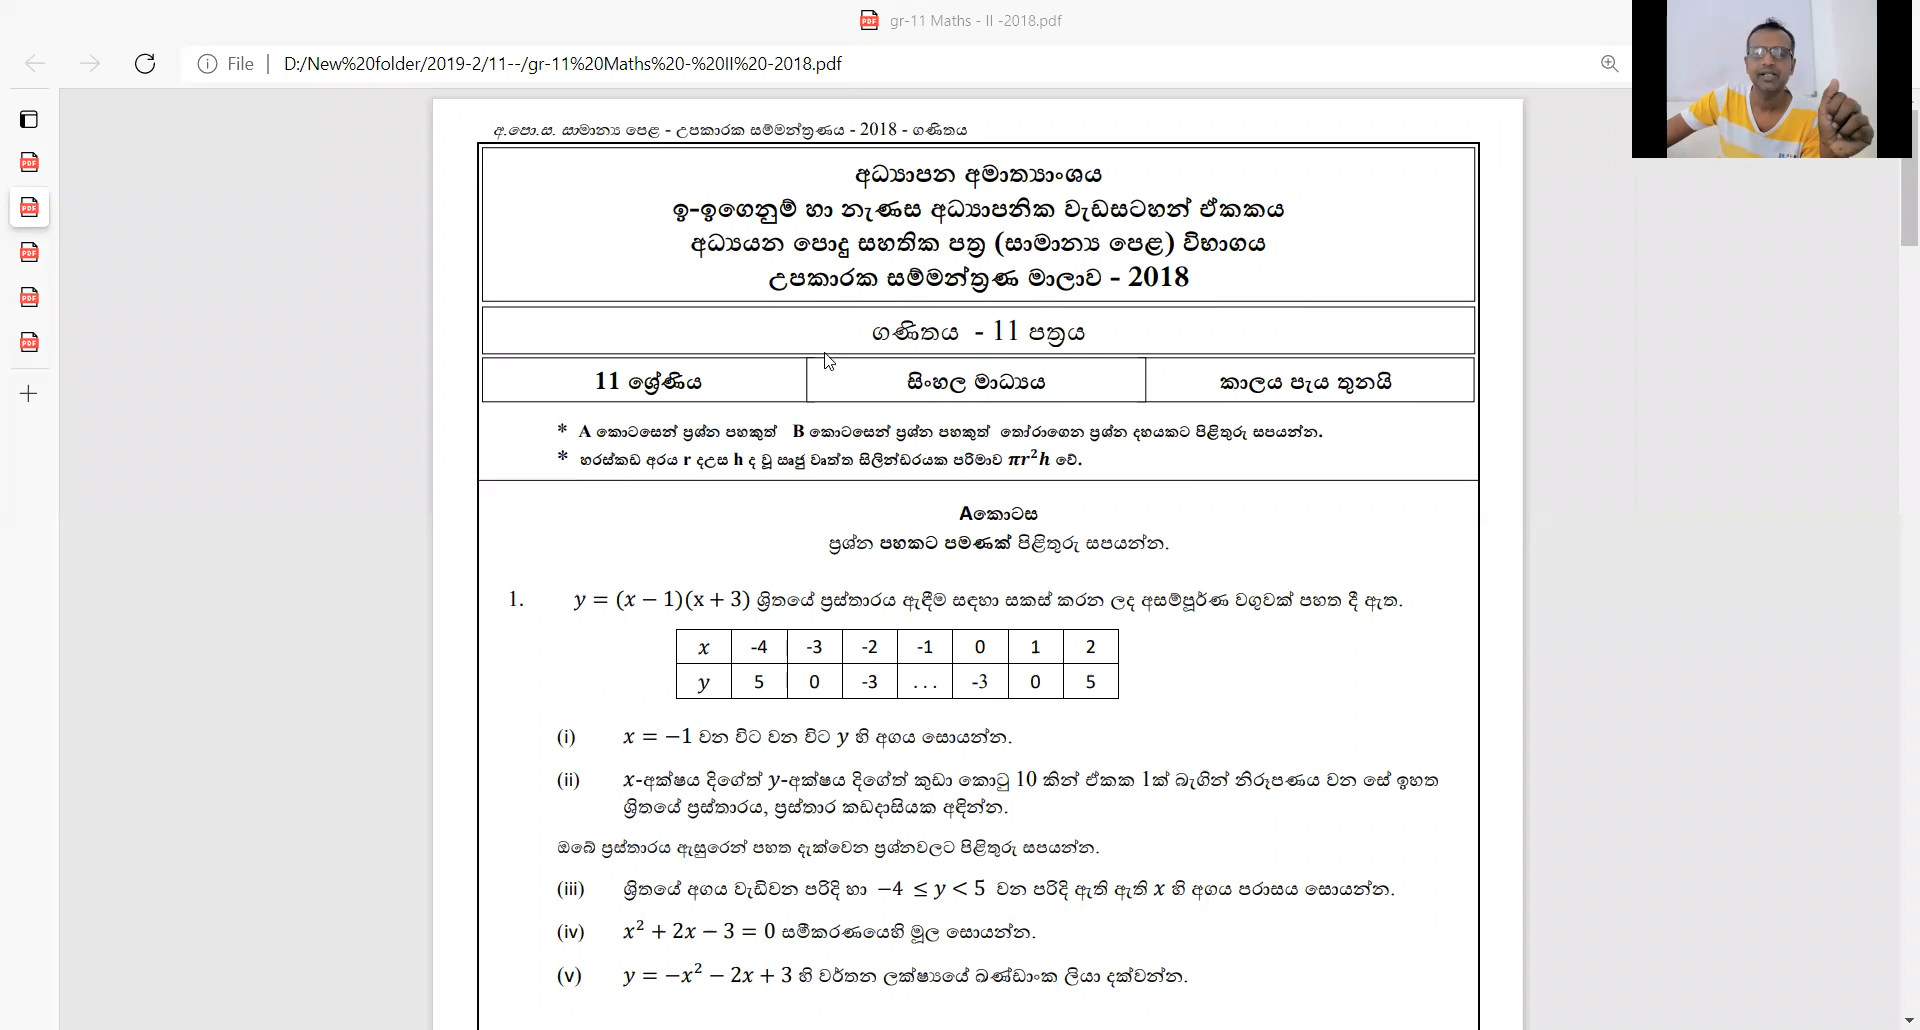 gr-11 Maths - II -2018.pdf
File
D:/New%20folder/2019-2/11--/gr-11%20Maths%20-%20II%20-2018.pdf
අ.පො.ස. සාමාන්‍ය පෙළ - උපකාරක සම්මන්ත්‍රණය - 2018 - ගණිතය
අධ්‍යාපන අමාත්‍යාංශය
ඉ-ඉගෙනුම් හා නැණස අධ්‍යාපනික වැඩසටහන් ඒකකය
අධ්‍යයන පොදු සහතික පත්‍ර (සාමාන්‍ය පෙළ) විභාගය
උපකාරක සම්මන්ත්‍රණ මාලාව - 2018
ගණිතය - 11 පත්‍රය
11 ශ්‍රේණිය සිංහල මාධ්‍යය කාලය පැය තුනයි
* A කොටසෙන් ප්‍රශ්න පහකුත් B කොටසෙන් ප්‍රශ්න පහකුත් තෝරාගෙන ප්‍රශ්න දහයකට පිළිතුරු සපයන්න.
* හරස්කඩ අරය r දඋස h ද වූ සෘජු වෘත්ත සිලින්ඩරයක පරිමාව πr²h වේ.
Aකොටස
ප්‍රශ්න පහකට පමණක් පිළිතුරු සපයන්න.
1. y = (x − 1)(x + 3) ශ්‍රිතයේ ප්‍රස්තාරය ඇඳීම සඳහා සකස් කරන ලද අසම්පූර්ණ වගුවක් පහත දී ඇත.
x -4 -3 -2 -1 0 1 2
y 5 0 -3 ... -3 0 5
(i) x = −1 වන විට වන විට y හි අගය සොයන්න.
(ii) x-අක්ෂය දිගේත් y-අක්ෂය දිගේත් කුඩා කොටු 10 කින් ඒකක 1ක් බැගින් නිරූපණය වන සේ ඉහත
ශ්‍රිතයේ ප්‍රස්තාරය, ප්‍රස්තාර කඩදාසියක අඳින්න.
ඔබේ ප්‍රස්තාරය ඇසුරෙන් පහත දැක්වෙන ප්‍රශ්නවලට පිළිතුරු සපයන්න.
(iii) ශ්‍රිතයේ අගය වැඩිවන පරිදි හා −4 ≤ y < 5 වන පරිදි ඇති ඇති x හි අගය පරාසය සොයන්න.
(iv) x² + 2x − 3 = 0 සමීකරණයෙහි මූල සොයන්න.
(v) y = −x² − 2x + 3 හි වර්තන ලක්ෂ්‍යයේ ඛණ්ඩාංක ලියා දක්වන්න.